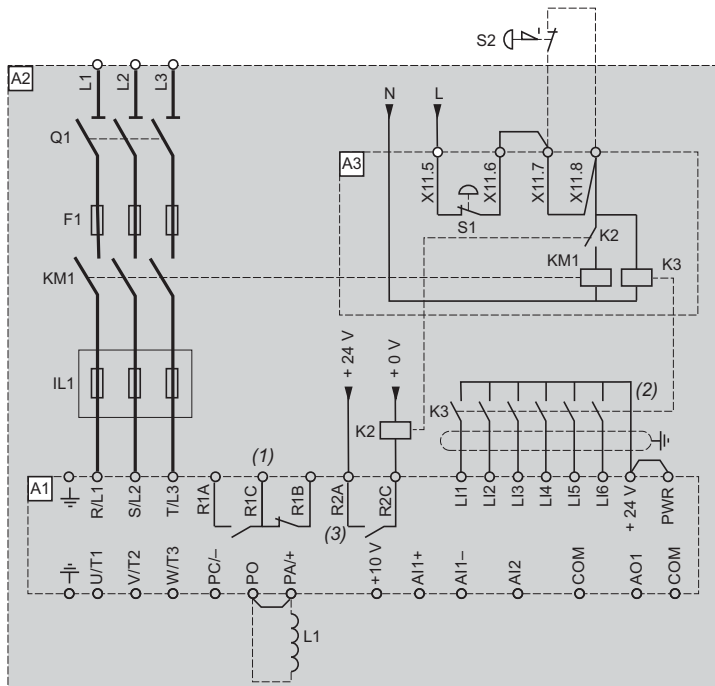 S2
A2
L1 L2 L3
N L
Q1
A3
X11.5 X11.6 X11.7 X11.8
S1
K2
F1
KM1 K3
KM1
+ 24 V + 0 V
IL1
(2)
K3
K2
(1)
A1
R/L1 S/L2 T/L3 R1A R1C R1B R2A R2C LI1 LI2 LI3 LI4 LI5 LI6 + 24 V PWR
(3)
U/T1 V/T2 W/T3 PC/– PO PA/+ +10 V AI1+ AI1– AI2 COM AO1 COM
L1